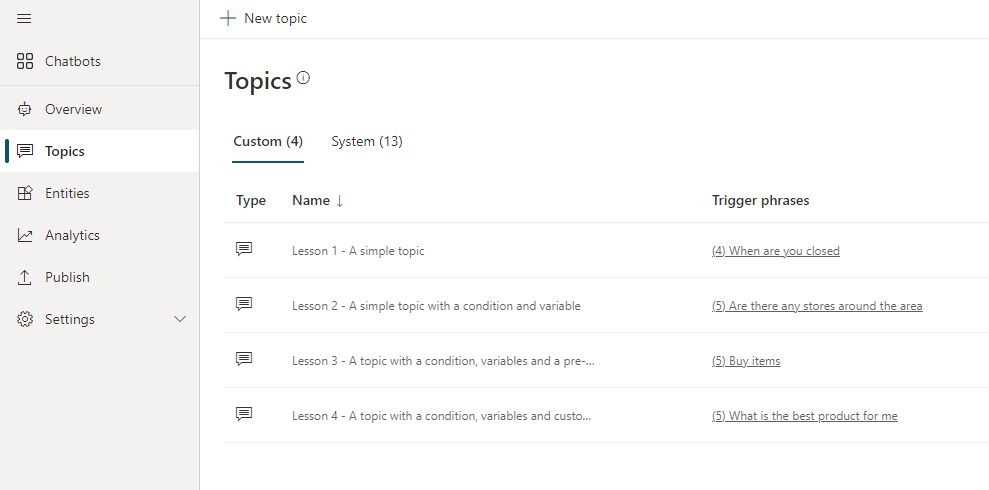 New topic
Chatbots
Overview
Topics
Entities
Analytics
Publish
Settings
Topics
Custom (4) System (13)
Type Name ↓ Trigger phrases
Lesson 1 - A simple topic (4) When are you closed
Lesson 2 - A simple topic with a condition and variable (5) Are there any stores around the area
Lesson 3 - A topic with a condition, variables and a pre-... (5) Buy items
Lesson 4 - A topic with a condition, variables and custo... (5) What is the best product for me